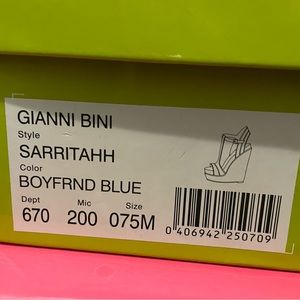 GIANNI BINI
Style
SARRITAHH
Color
BOYFRND BLUE
Dept Mic Size
670 200 075M
0 406942 250709